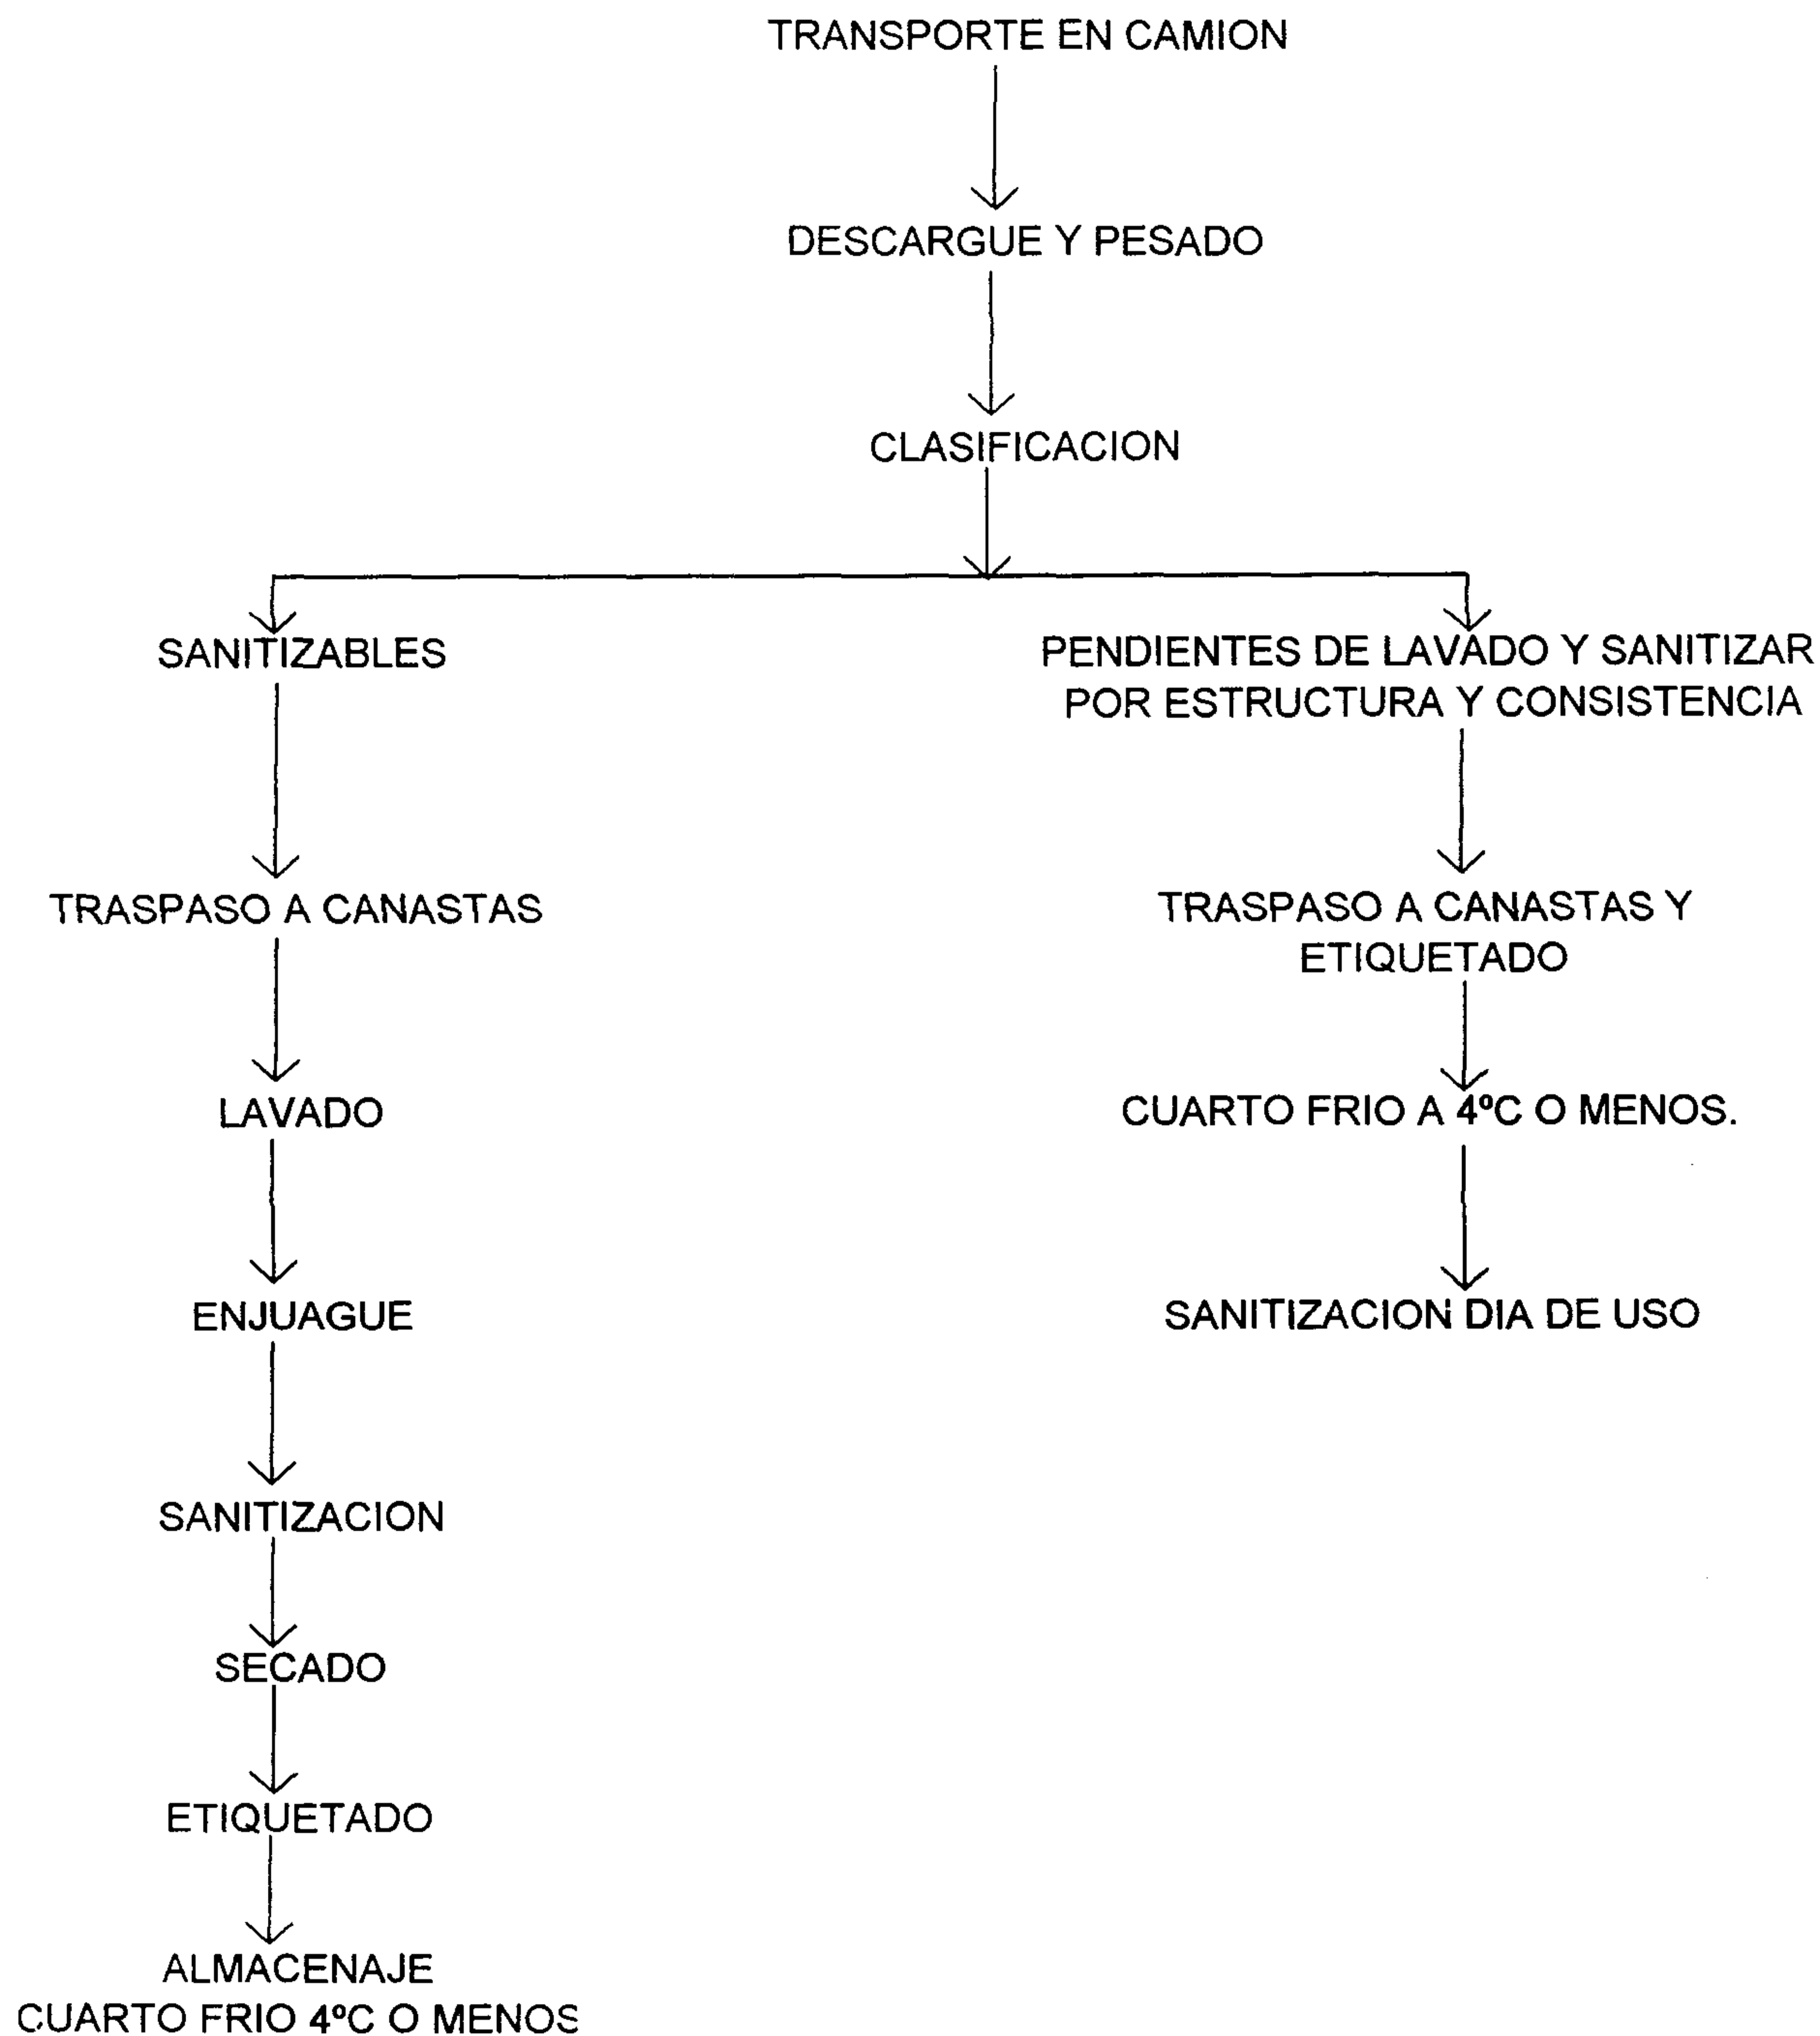 TRANSPORTE EN CAMION
DESCARGUE Y PESADO
CLASIFICACION
SANITIZABLES
TRASPASO A CANASTAS
LAVADO
ENJUAGUE
SANITIZACION
SECADO
ETIQUETADO
ALMACENAJE
CUARTO FRIO 4ºC O MENOS
PENDIENTES DE LAVADO Y SANITIZAR
POR ESTRUCTURA Y CONSISTENCIA
TRASPASO A CANASTAS Y
ETIQUETADO
CUARTO FRIO A 4ºC O MENOS.
SANITIZACION DIA DE USO